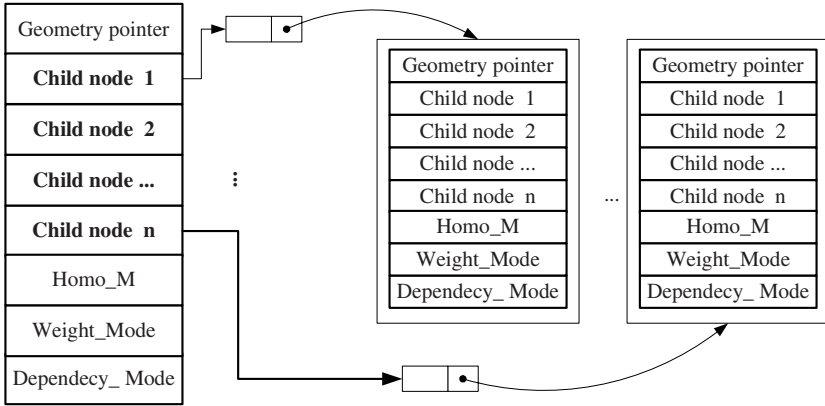 Geometry pointer
Child node 1
Child node 2
Child node ...
Child node n
Homo_M
Weight_Mode
Dependecy_ Mode
...
Geometry pointer
Child node 1
Child node 2
Child node ...
Child node n
Homo_M
Weight_Mode
Dependecy_ Mode
...
Geometry pointer
Child node 1
Child node 2
Child node ...
Child node n
Homo_M
Weight_Mode
Dependecy_ Mode